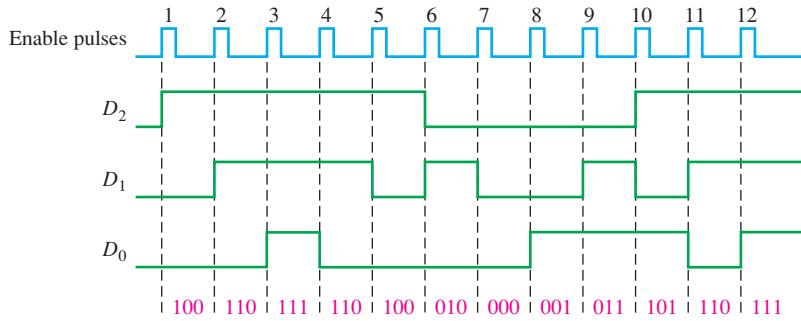 1 2 3 4 5 6 7 8 9 10 11 12
Enable pulses
D₂
D₁
D₀
100 110 111 110 100 010 000 001 011 101 110 111